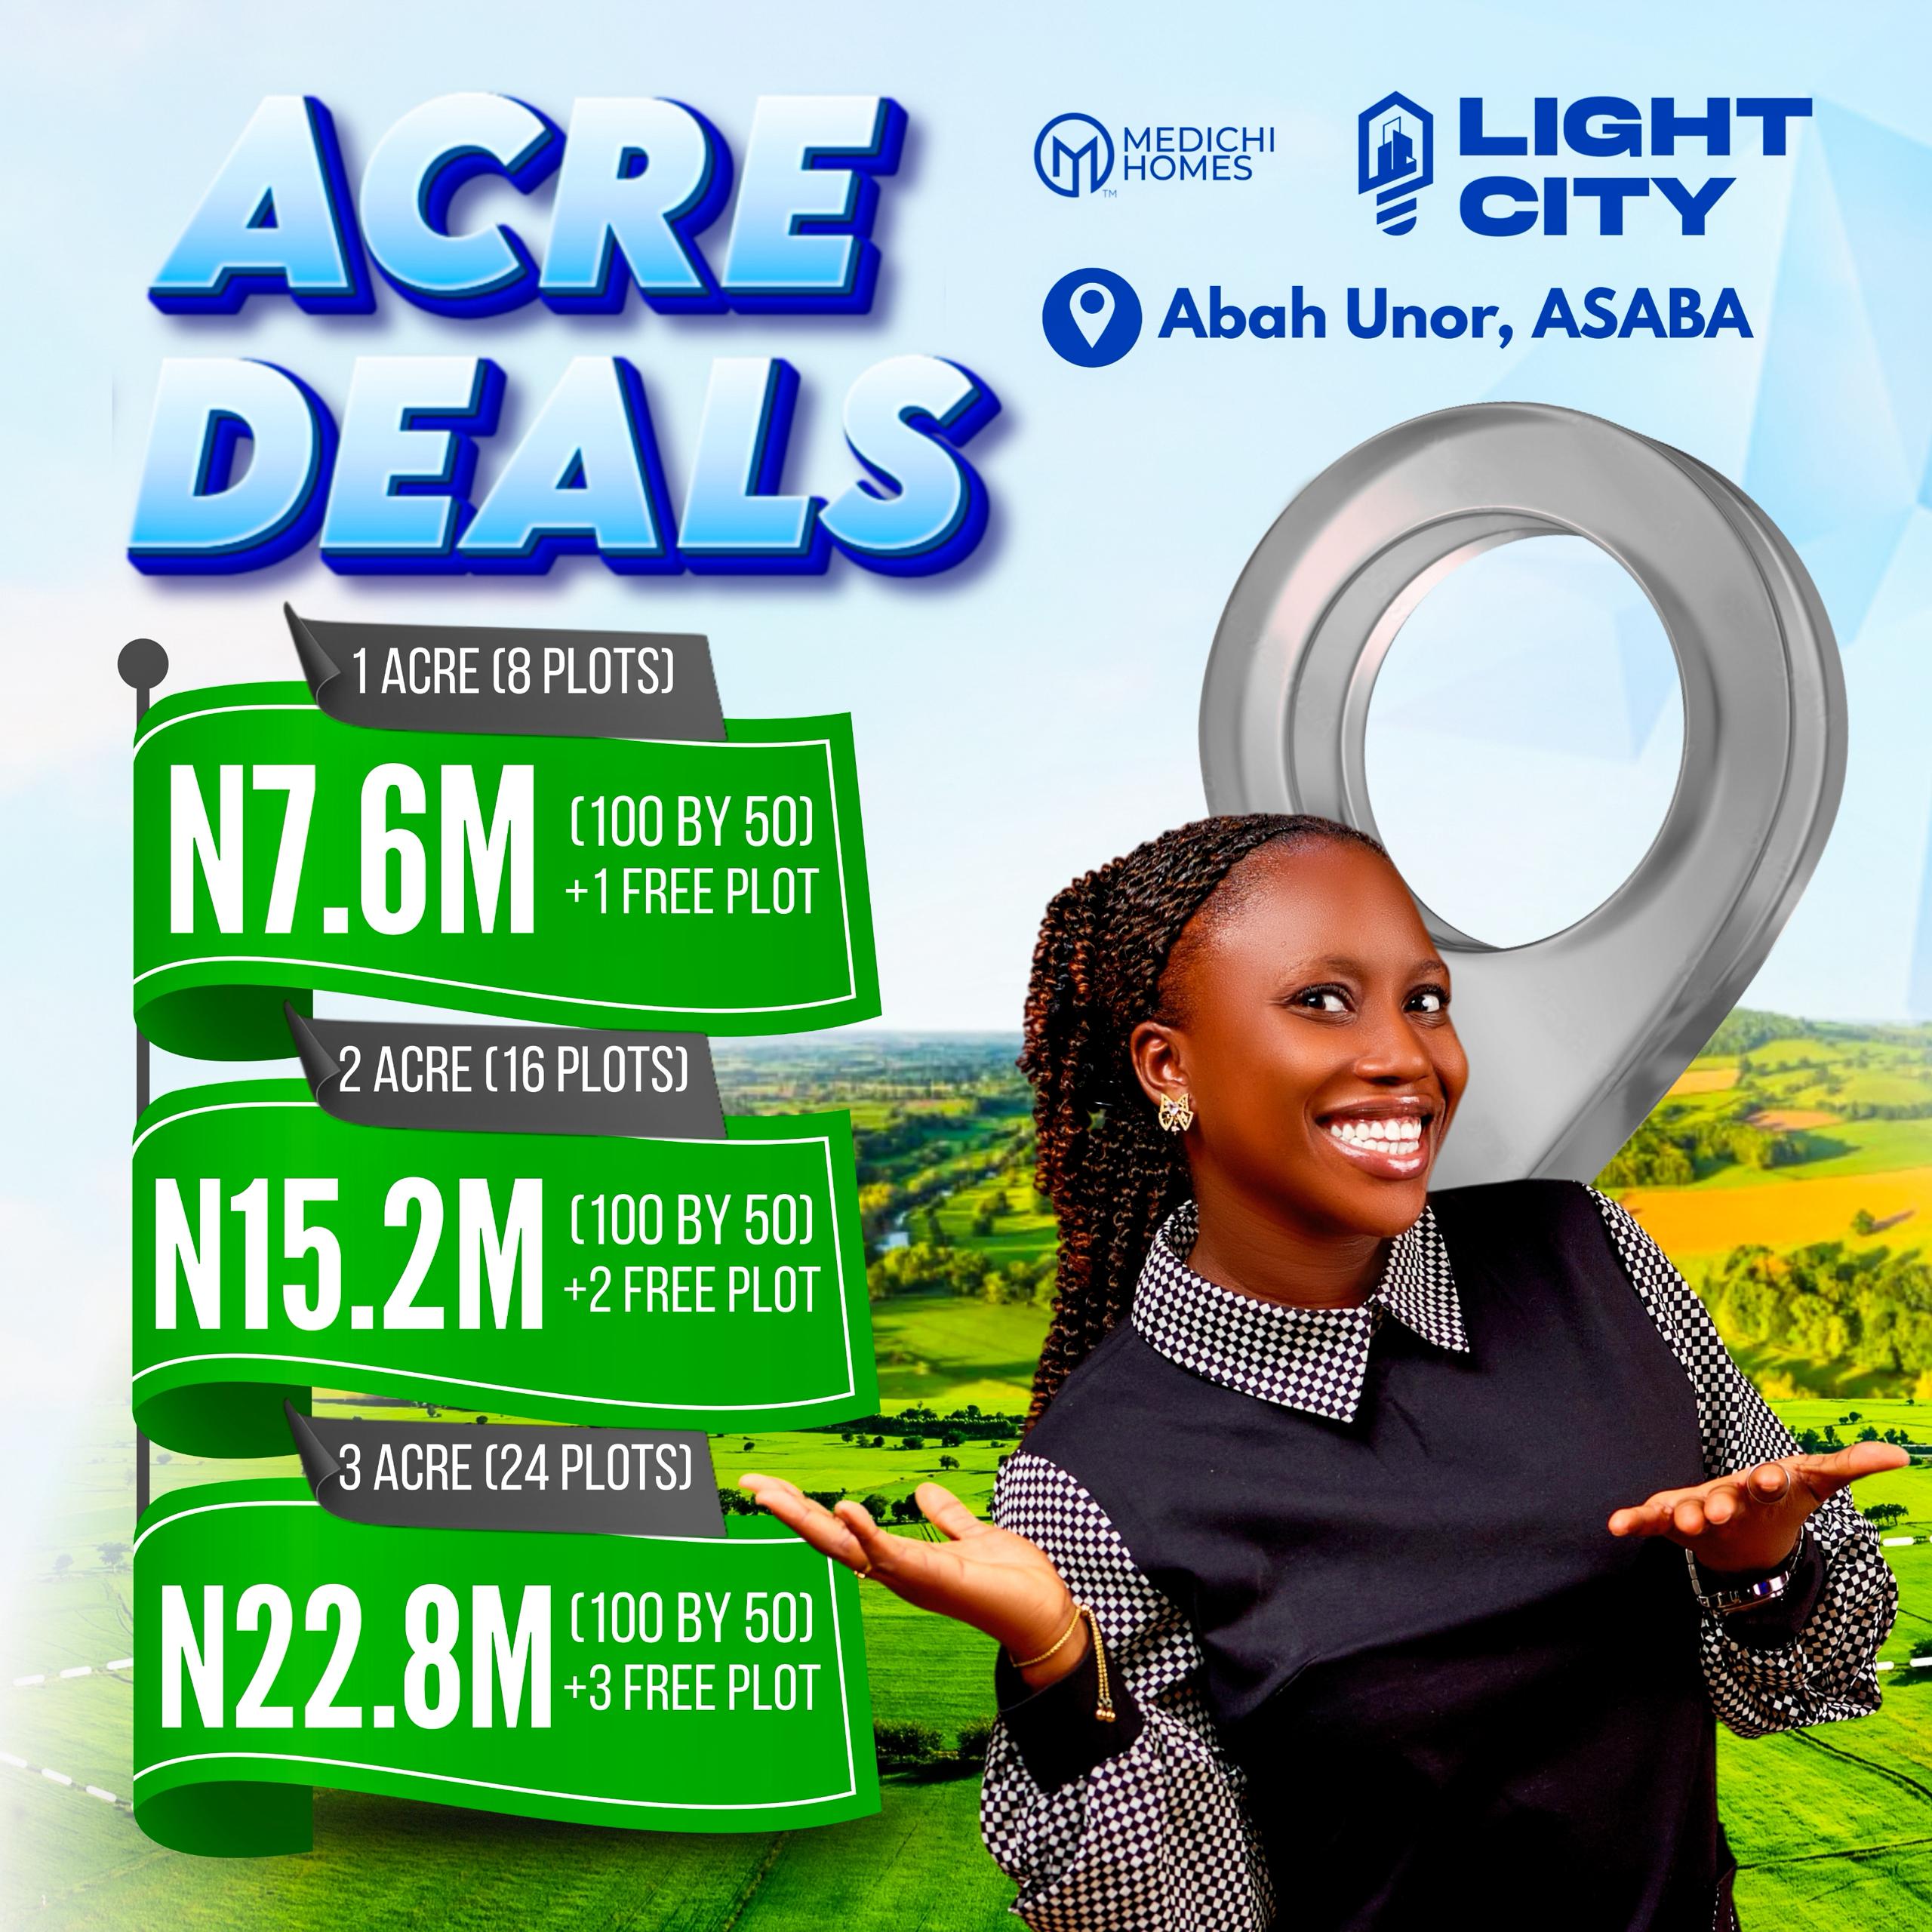 ACRE
DEALS
MEDICHI
HOMES
TM
LIGHT
CITY
Abah Unor, ASABA
1 ACRE (8 PLOTS)
N7.6M
(100 BY 50)
+1 FREE PLOT
2 ACRE (16 PLOTS)
N15.2M
(100 BY 50)
+2 FREE PLOT
3 ACRE (24 PLOTS)
N22.8M
(100 BY 50)
+3 FREE PLOT